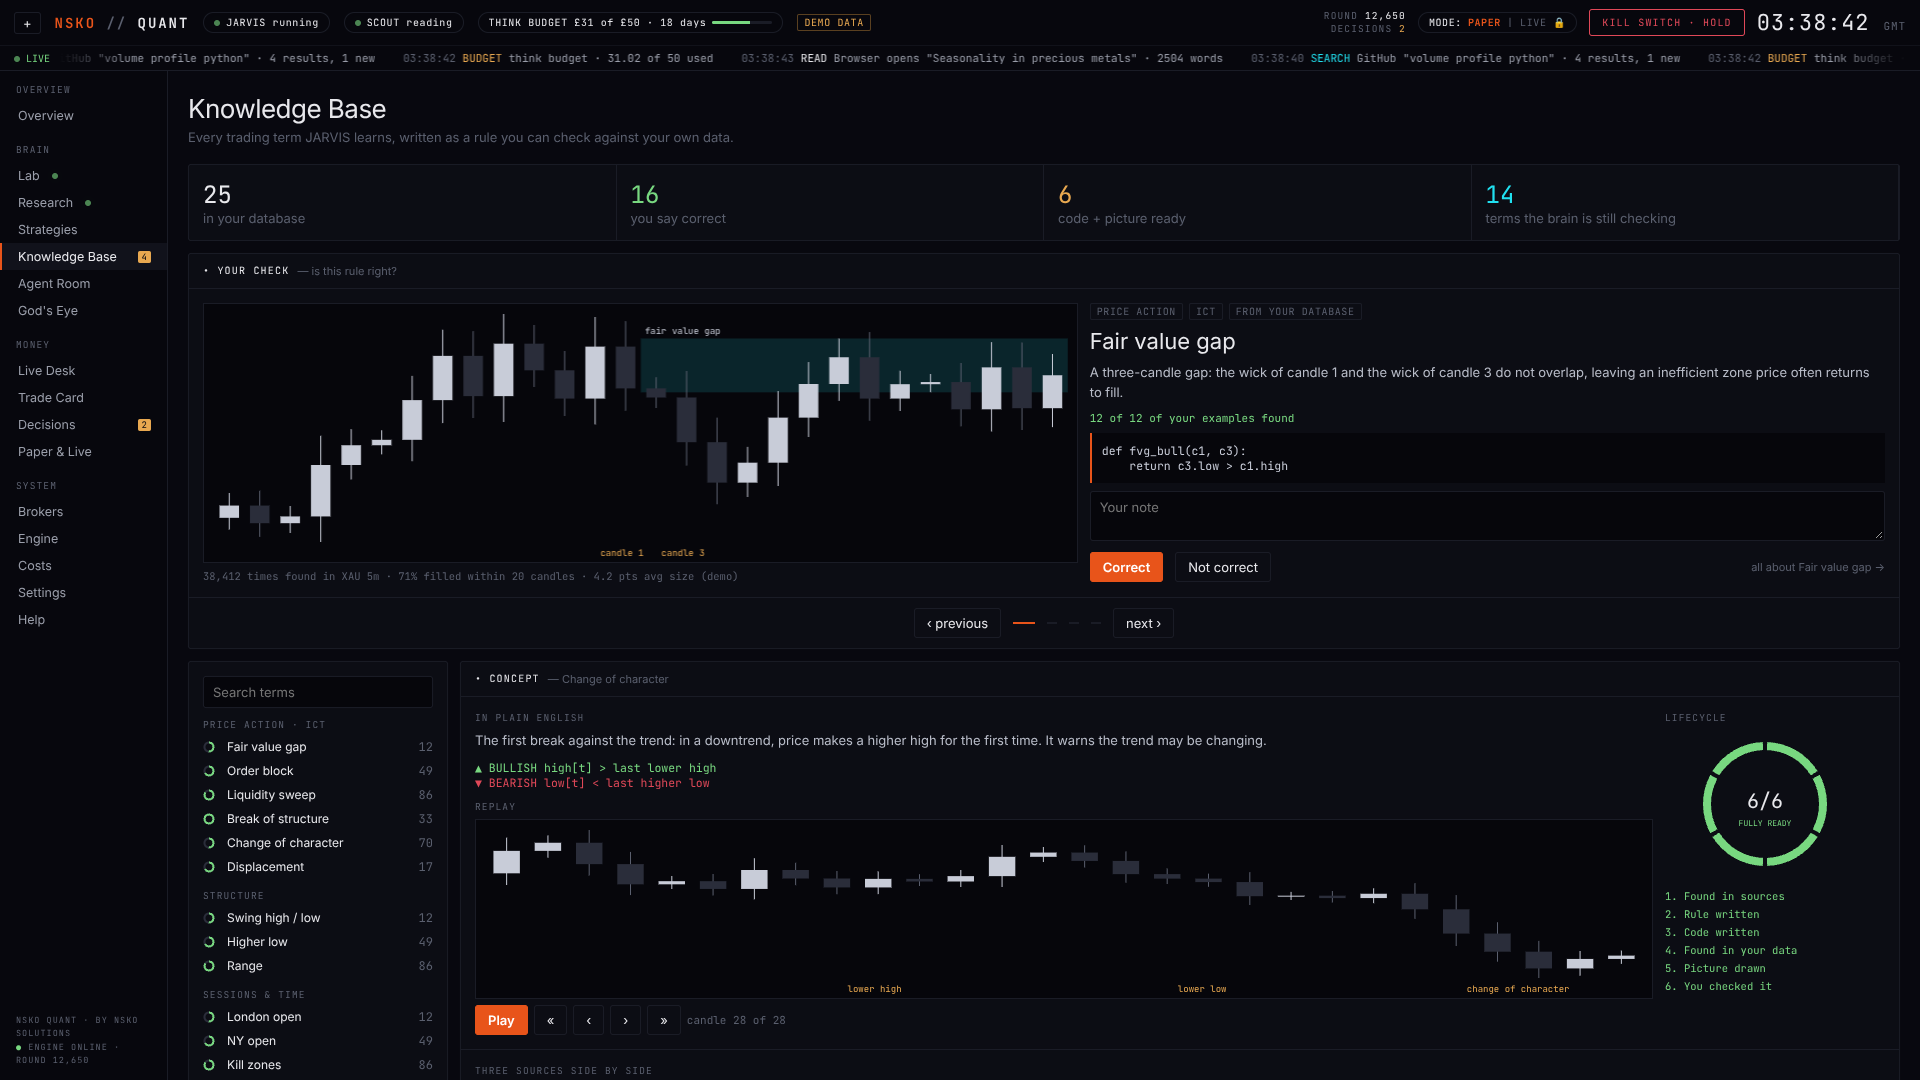 + NSKO // QUANT JARVIS running SCOUT reading THINK BUDGET £31 of £50 · 18 days DEMO DATA ROUND 12,650 DECISIONS 2 MODE: PAPER | LIVE KILL SWITCH · HOLD 03:38:42 GMT
LIVE tHub "volume profile python" · 4 results, 1 new 03:38:42 BUDGET think budget · 31.02 of 50 used 03:38:43 READ Browser opens "Seasonality in precious metals" · 2504 words 03:38:40 SEARCH GitHub "volume profile python" · 4 results, 1 new 03:38:42 BUDGET think budget
OVERVIEW
Overview
BRAIN
Lab
Research
Strategies
Knowledge Base 4
Agent Room
God's Eye
MONEY
Live Desk
Trade Card
Decisions 2
Paper & Live
SYSTEM
Brokers
Engine
Costs
Settings
Help
NSKO QUANT · BY NSKO
SOLUTIONS
ENGINE ONLINE ·
ROUND 12,650
Knowledge Base
Every trading term JARVIS learns, written as a rule you can check against your own data.
25
in your database
16
you say correct
6
code + picture ready
14
terms the brain is still checking
• YOUR CHECK — is this rule right?
fair value gap
candle 1 candle 3
38,412 times found in XAU 5m · 71% filled within 20 candles · 4.2 pts avg size (demo)
PRICE ACTION ICT FROM YOUR DATABASE
Fair value gap
A three-candle gap: the wick of candle 1 and the wick of candle 3 do not overlap, leaving an inefficient zone price often returns
to fill.
12 of 12 of your examples found
def fvg_bull(c1, c3):
return c3.low > c1.high
Your note
Correct Not correct all about Fair value gap →
‹ previous next ›
Search terms
PRICE ACTION · ICT
Fair value gap 12
Order block 49
Liquidity sweep 86
Break of structure 33
Change of character 70
Displacement 17
STRUCTURE
Swing high / low 12
Higher low 49
Range 86
SESSIONS & TIME
London open 12
NY open 49
Kill zones 86
• CONCEPT — Change of character
IN PLAIN ENGLISH
The first break against the trend: in a downtrend, price makes a higher high for the first time. It warns the trend may be changing.
▲ BULLISH high[t] > last lower high
▼ BEARISH low[t] < last higher low
REPLAY
lower high lower low change of character
Play « ‹ › » candle 28 of 28
THREE SOURCES SIDE BY SIDE
LIFECYCLE
6/6
FULLY READY
1. Found in sources
2. Rule written
3. Code written
4. Found in your data
5. Picture drawn
6. You checked it